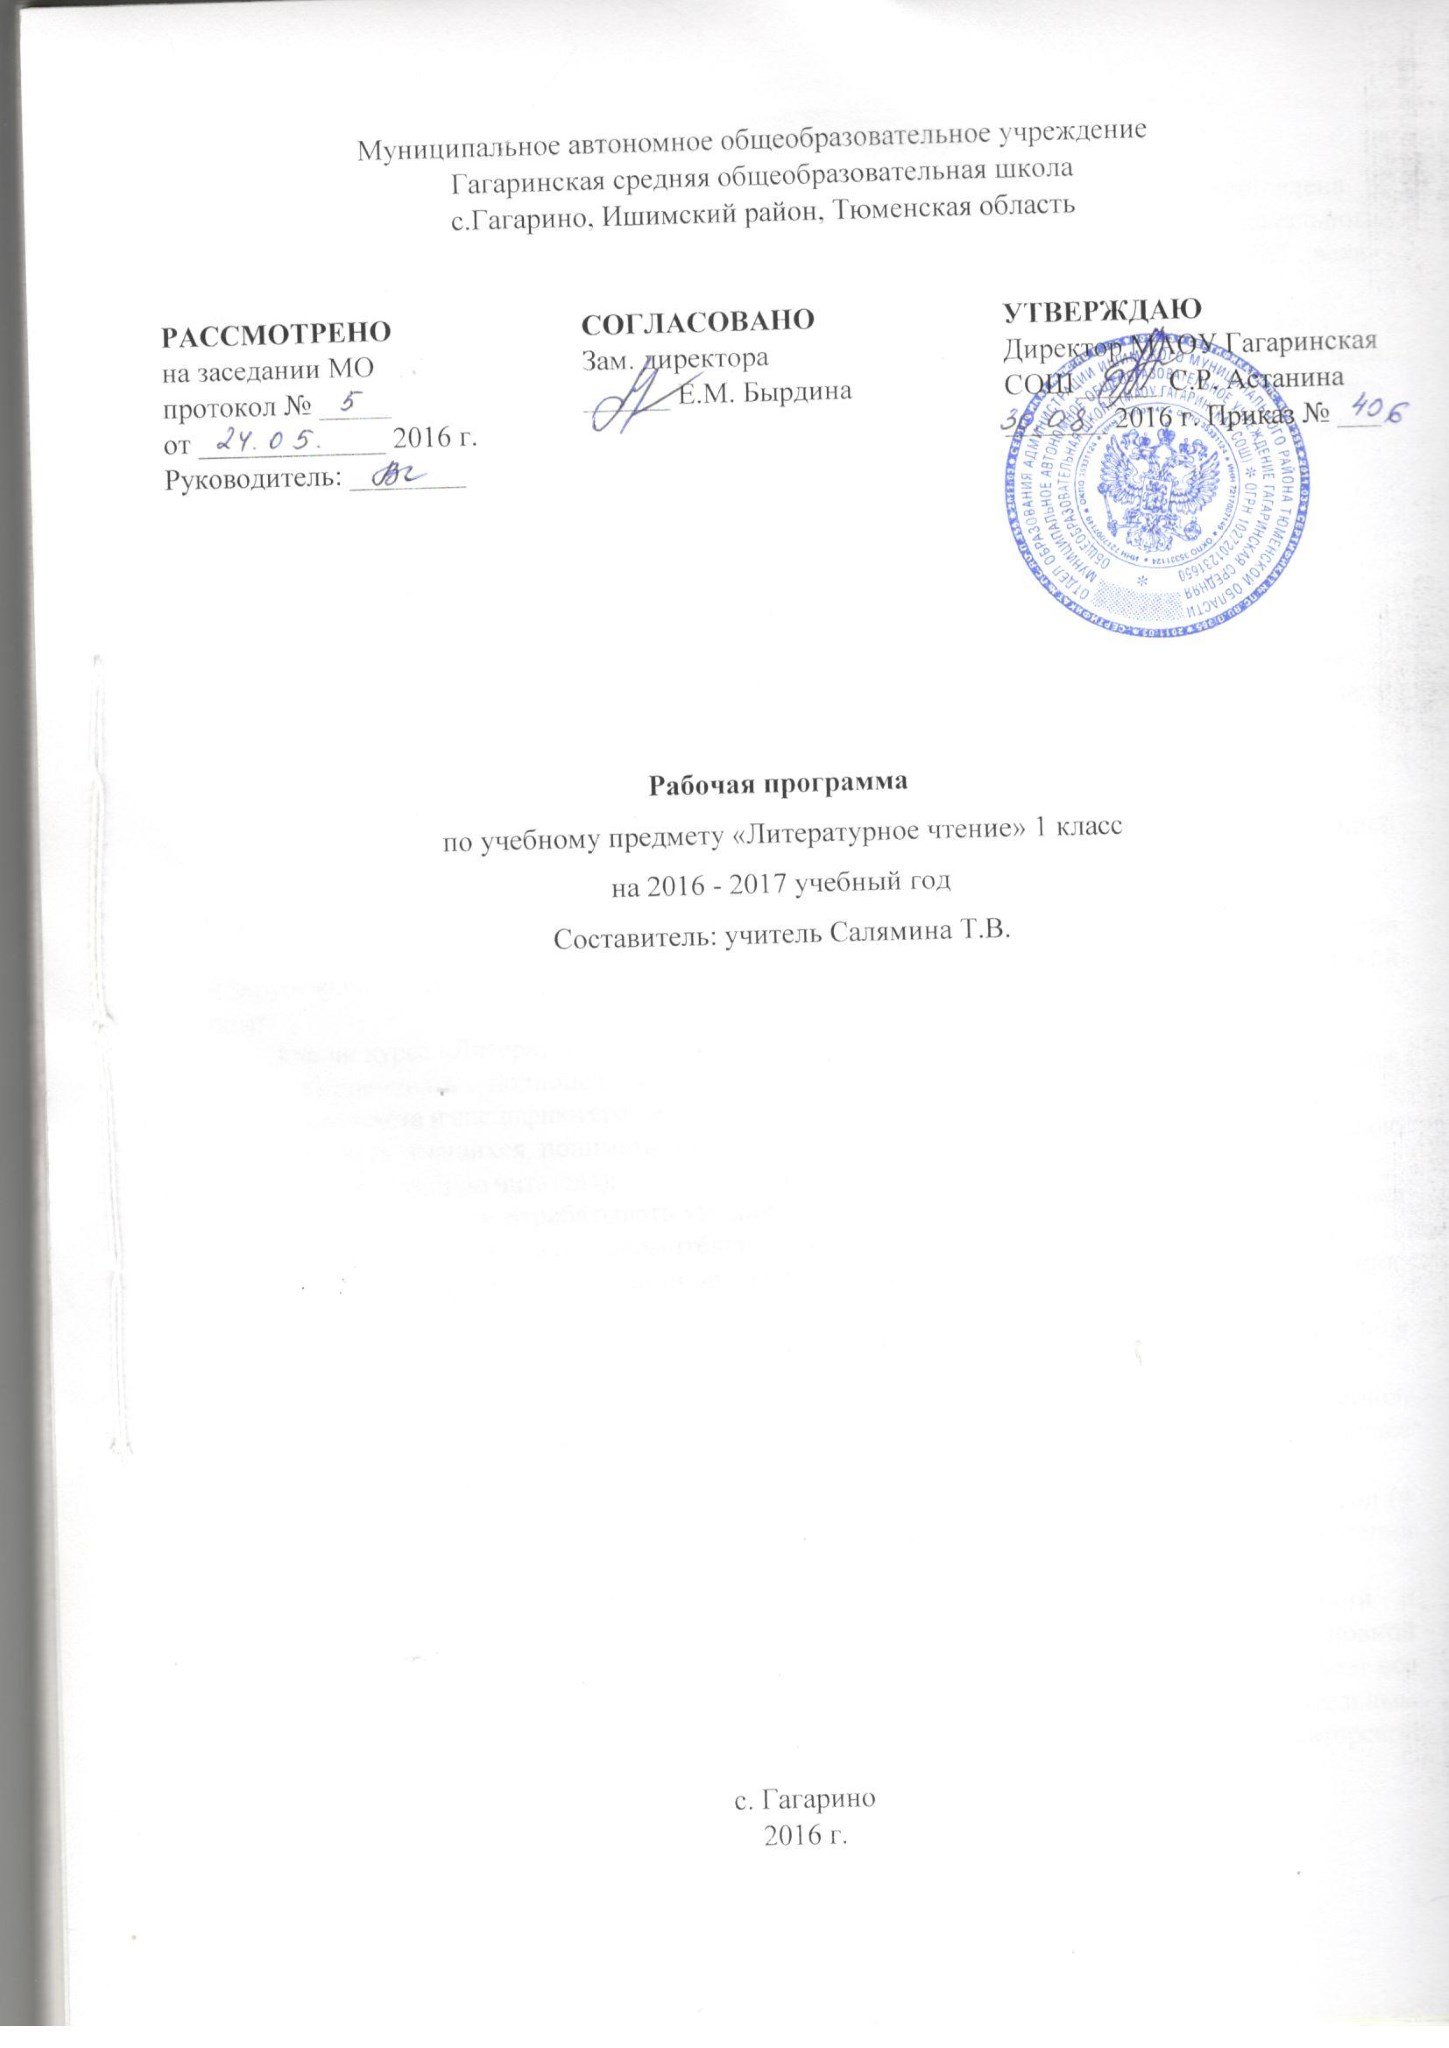 Муниципальное автономное общеобразовательное учреждение
Гагаринская средняя общеобразовательная школа
с.Гагарино, Ишимский район, Тюменская область
РАССМОТРЕНО
на заседании МО
протокол № 5
от 24.05. 2016 г.
Руководитель:
СОГЛАСОВАНО
Зам. директора
Е.М. Бырдина
УТВЕРЖДАЮ
Директор МАОУ Гагаринская
СОШ С.Р. Астанина
08 2016 г. Приказ № 406
Рабочая программа
по учебному предмету «Литературное чтение» 1 класс
на 2016 - 2017 учебный год
Составитель: учитель Салямина Т.В.
с. Гагарино
2016 г.